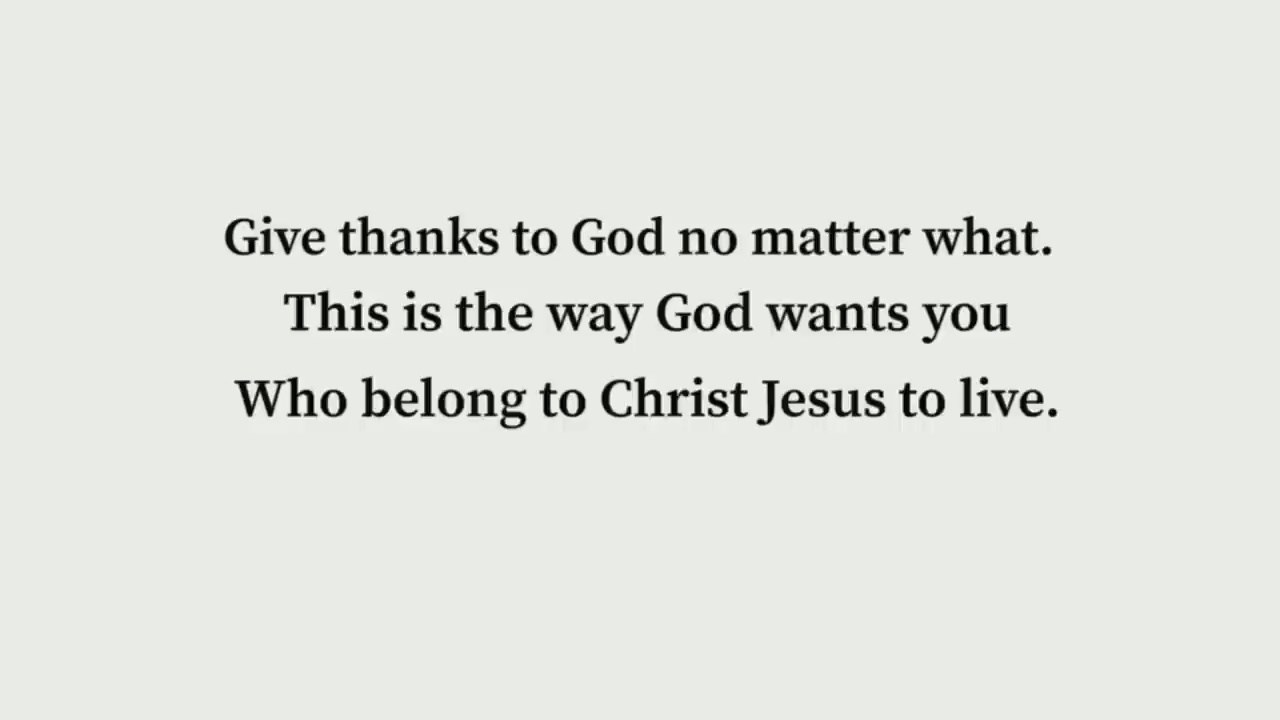 Give thanks to God no matter what.
This is the way God wants you
Who belong to Christ Jesus to live.